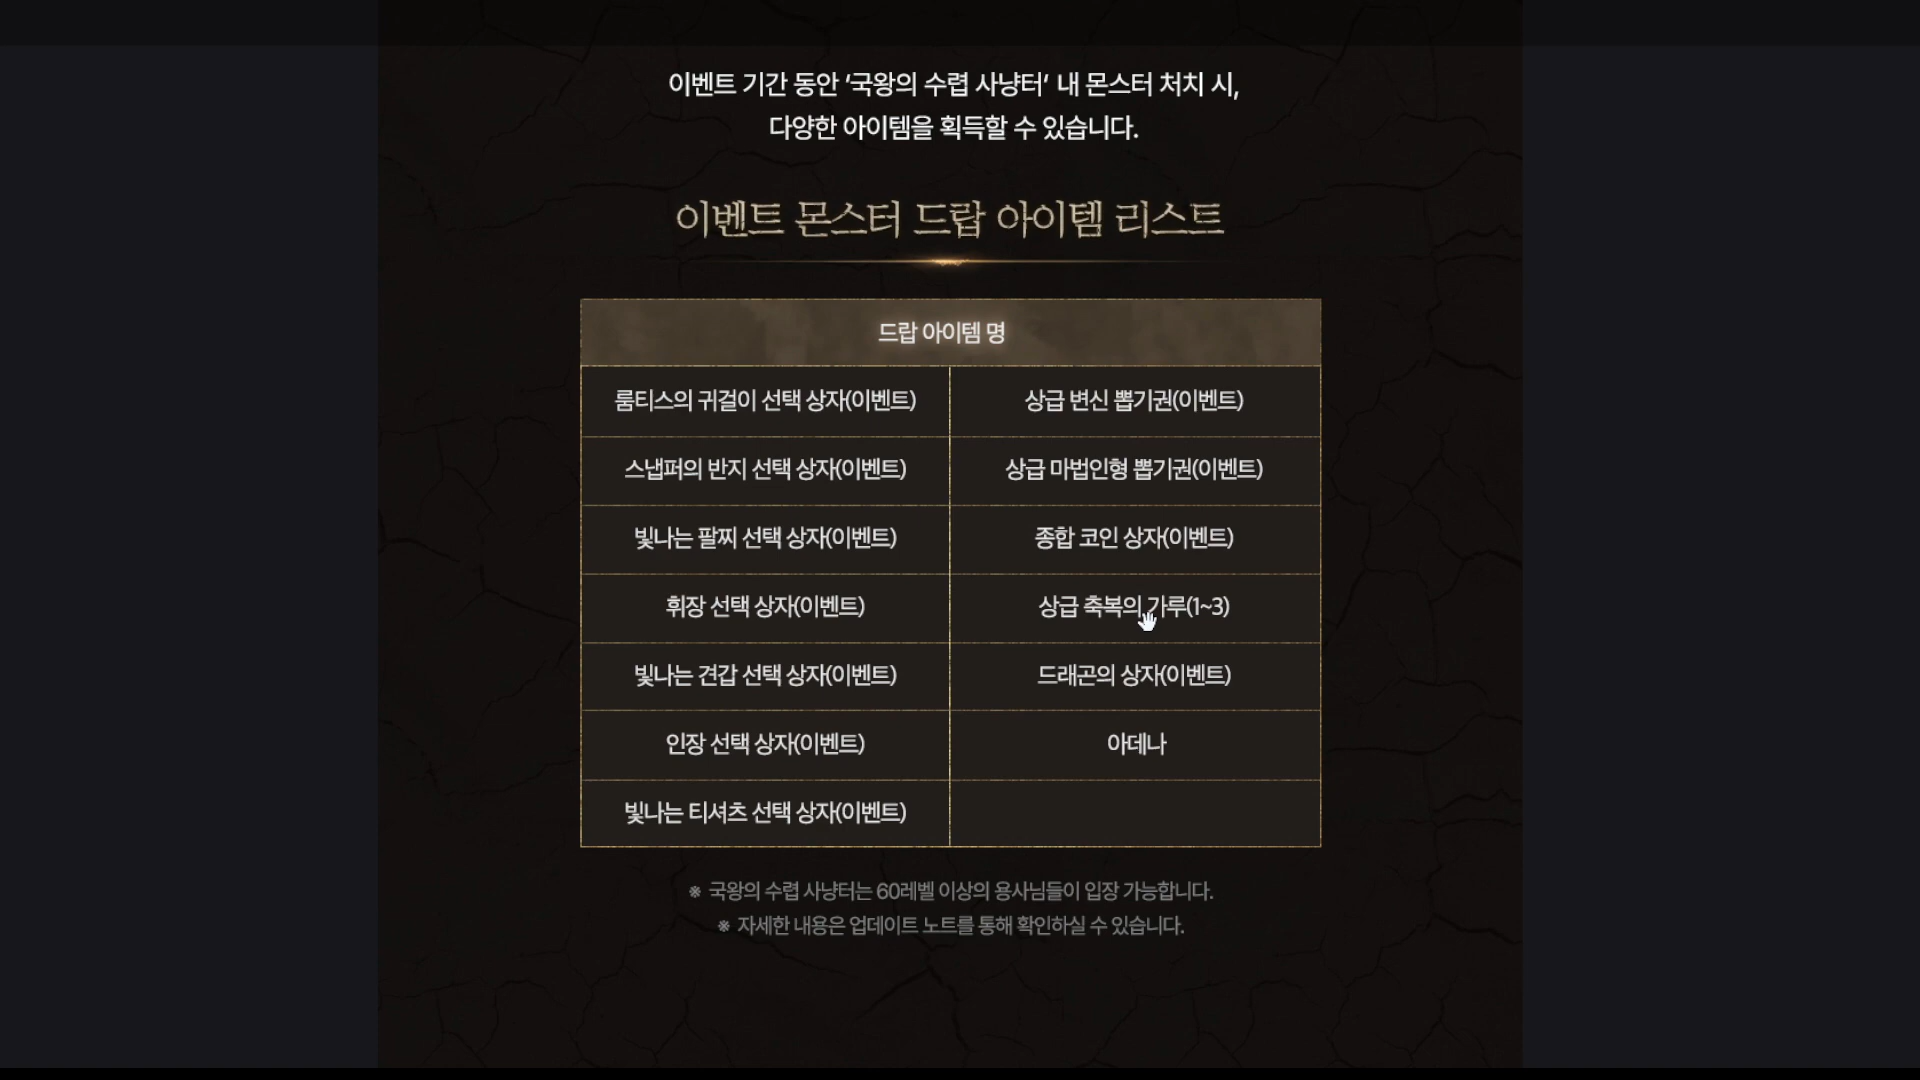 이벤트 기간 동안 ‘국왕의 수렵 사냥터’ 내 몬스터 처치 시,
다양한 아이템을 획득할 수 있습니다.
이벤트 몬스터 드랍 아이템 리스트
드랍 아이템 명
룸티스의 귀걸이 선택 상자(이벤트) 상급 변신 뽑기권(이벤트)
스냅퍼의 반지 선택 상자(이벤트) 상급 마법인형 뽑기권(이벤트)
빛나는 팔찌 선택 상자(이벤트) 종합 코인 상자(이벤트)
휘장 선택 상자(이벤트) 상급 축복의 가루(1~3)
빛나는 견갑 선택 상자(이벤트) 드래곤의 상자(이벤트)
인장 선택 상자(이벤트) 아데나
빛나는 티셔츠 선택 상자(이벤트)
※ 국왕의 수렵 사냥터는 60레벨 이상의 용사님들이 입장 가능합니다.
※ 자세한 내용은 업데이트 노트를 통해 확인하실 수 있습니다.